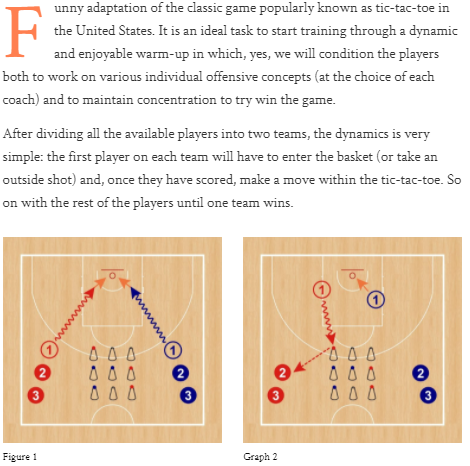 Funny adaptation of the classic game popularly known as tic-tac-toe in
the United States. It is an ideal task to start training through a dynamic
and enjoyable warm-up in which, yes, we will condition the players
both to work on various individual offensive concepts (at the choice of each
coach) and to maintain concentration to try win the game.
After dividing all the available players into two teams, the dynamics is very
simple: the first player on each team will have to enter the basket (or take an
outside shot) and, once they have scored, make a move within the tic-tac-toe. So
on with the rest of the players until one team wins.
1 1
2 2
3 3
1
1
2 2
3 3
Figure 1
Graph 2